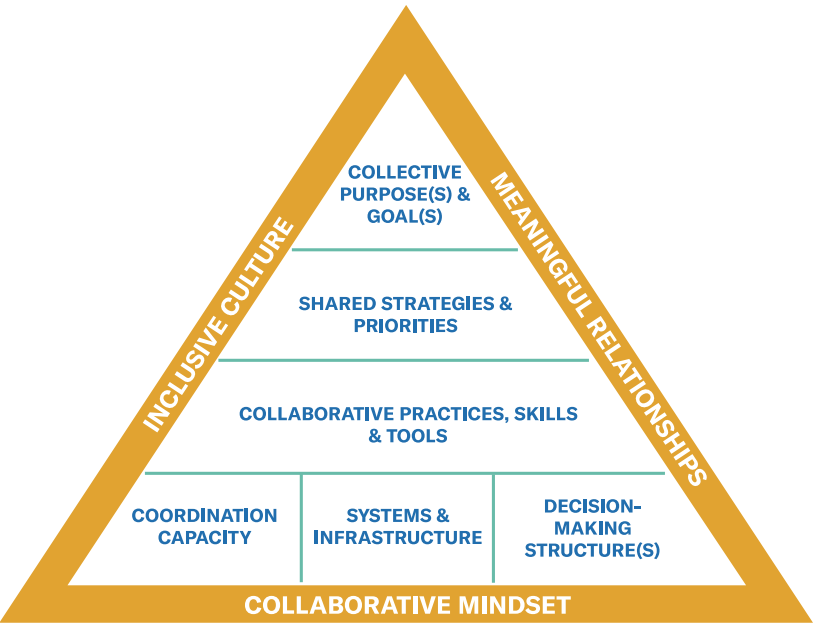 COLLECTIVE
PURPOSE(S) &
GOAL(S)
INCLUSIVE CULTURE
MEANINGFUL RELATIONSHIPS
SHARED STRATEGIES &
PRIORITIES
COLLABORATIVE PRACTICES, SKILLS
& TOOLS
COORDINATION
CAPACITY
SYSTEMS &
INFRASTRUCTURE
DECISION-
MAKING
STRUCTURE(S)
COLLABORATIVE MINDSET